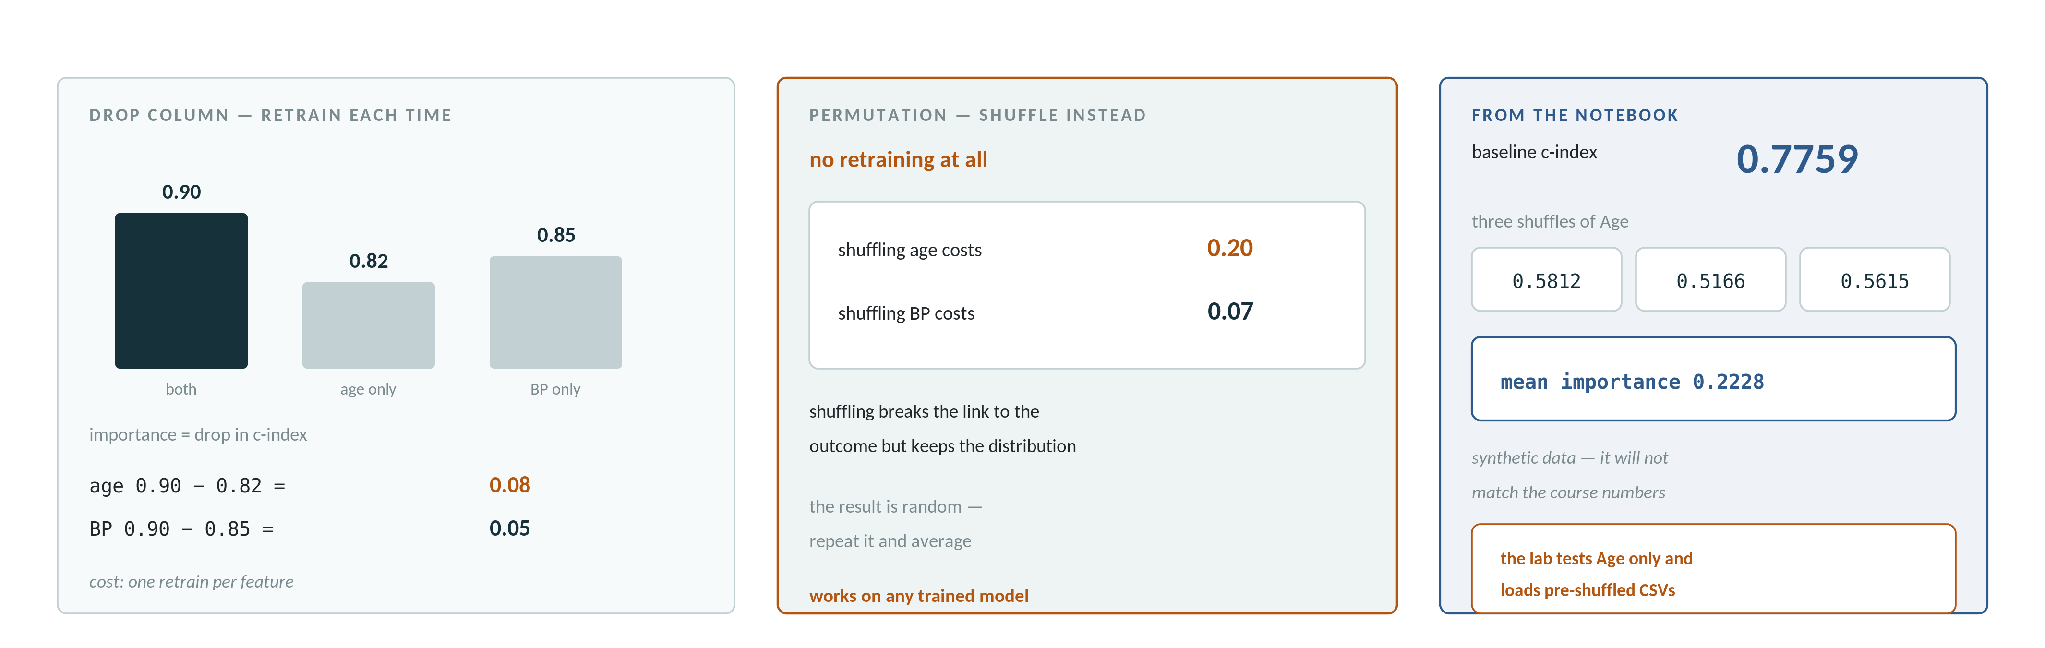 DROP COLUMN — RETRAIN EACH TIME
0.90
0.82
0.85
both
age only
BP only
importance = drop in c-index
age 0.90 − 0.82 =
0.08
BP 0.90 − 0.85 =
0.05
cost: one retrain per feature
PERMUTATION — SHUFFLE INSTEAD
no retraining at all
shuffling age costs
0.20
shuffling BP costs
0.07
shuffling breaks the link to the
outcome but keeps the distribution
the result is random —
repeat it and average
works on any trained model
FROM THE NOTEBOOK
baseline c-index
0.7759
three shuffles of Age
0.5812
0.5166
0.5615
mean importance 0.2228
synthetic data — it will not
match the course numbers
the lab tests Age only and
loads pre-shuffled CSVs